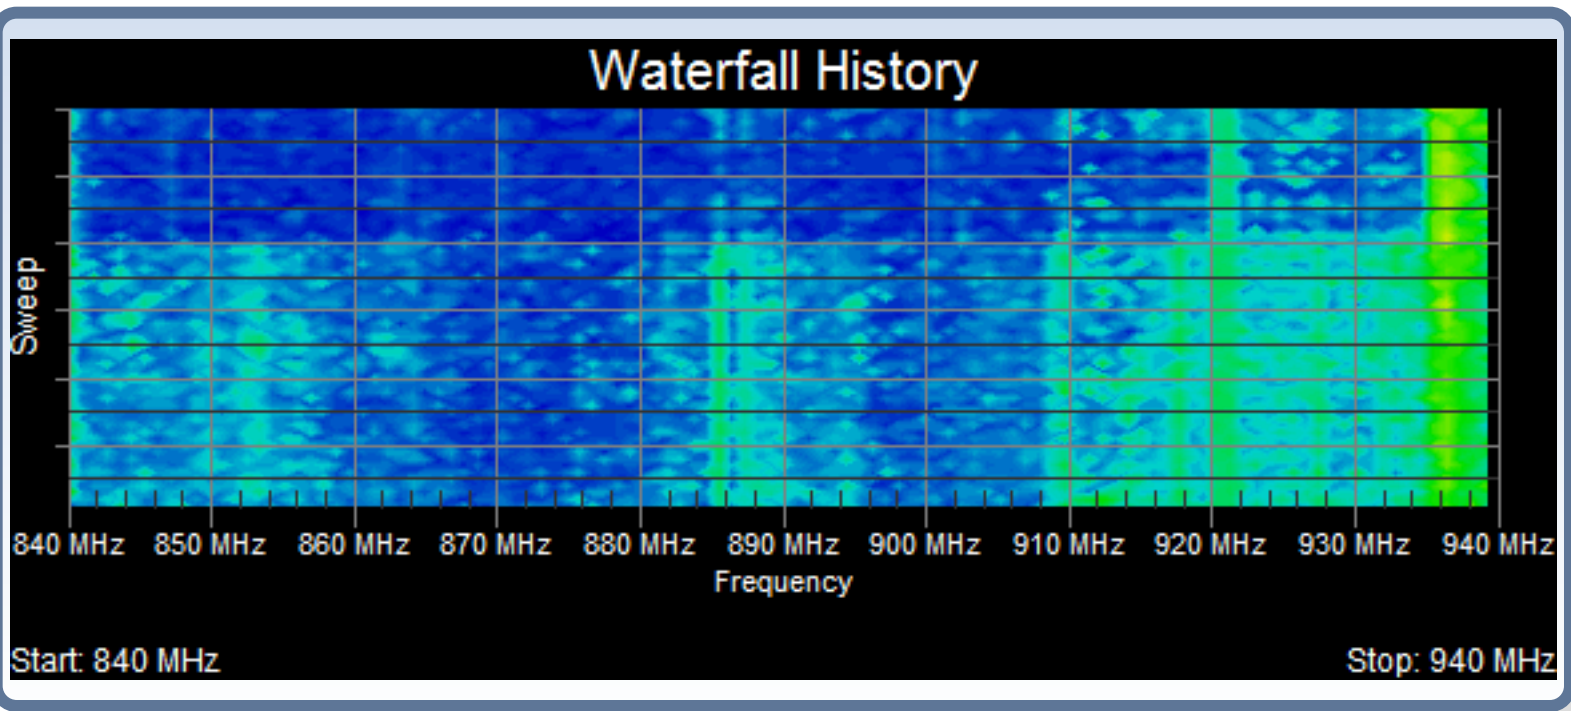 Waterfall History
Sweep
840 MHz 850 MHz 860 MHz 870 MHz 880 MHz 890 MHz 900 MHz 910 MHz 920 MHz 930 MHz 940 MHz
Frequency
Start: 840 MHz Stop: 940 MHz